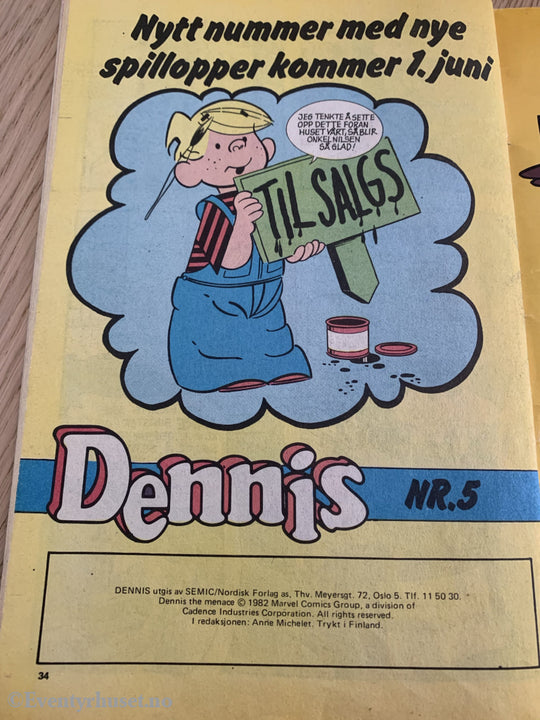 Nytt nummer med nye
spillopper kommer 1. juni
JEG TENKTE Å SETTE
OPP DETTE FORAN
HUSET VÅRT, SÅ BLIR
ONKEL NILSEN
SÅ GLAD!
TIL SALGS
Dennis
NR.5
DENNIS utgis av SEMIC/Nordisk Forlag as, Thv. Meyersgt. 72, Oslo 5. Tlf. 11 50 30.
Dennis the menace © 1982 Marvel Comics Group, a division of
Cadence Industries Corporation. All rights reserved.
I redaksjonen: Anne Michelet. Trykt i Finland.
34
© Eventyrhuset.no